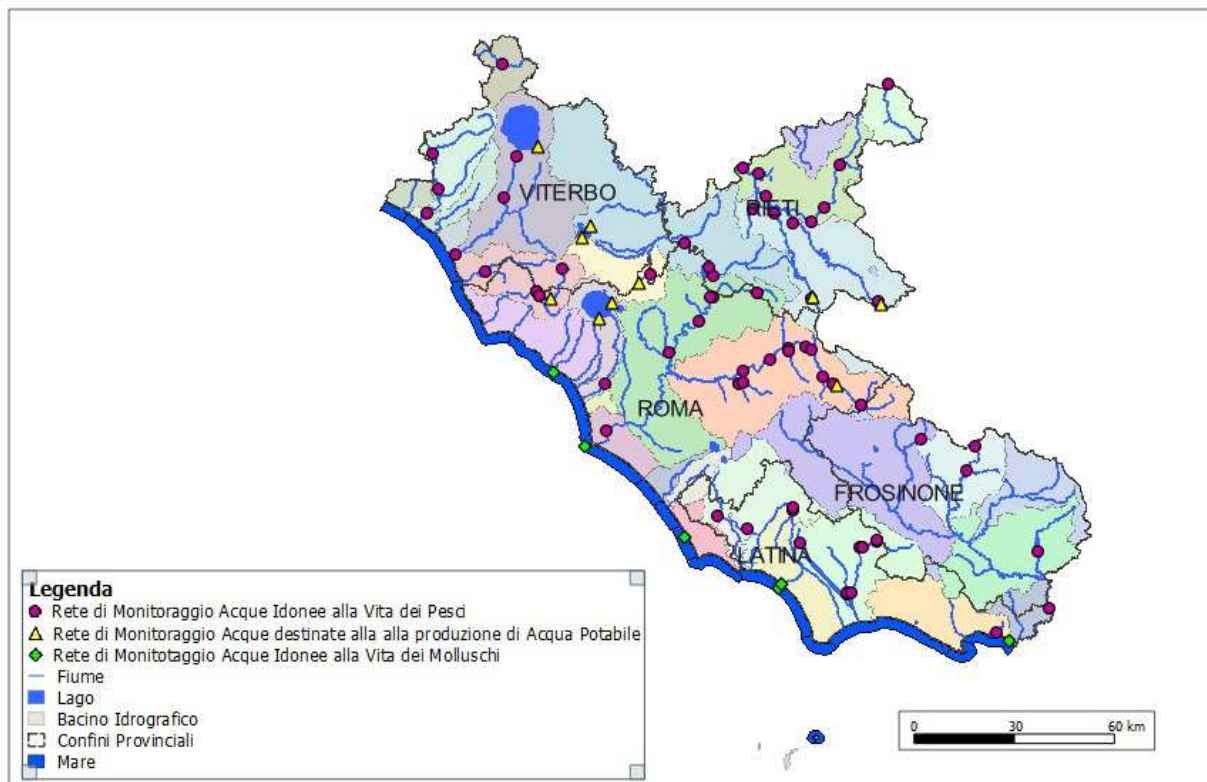 VITERBO
RIETI
ROMA
FROSINONE
LATINA
Legenda
Rete di Monitoraggio Acque Idonee alla Vita dei Pesci
Rete di Monitoraggio Acque destinate alla alla produzione di Acqua Potabile
Rete di Monitotaggio Acque Idonee alla Vita dei Molluschi
Fiume
Lago
Bacino Idrografico
Confini Provinciali
Mare
0 30 60 km